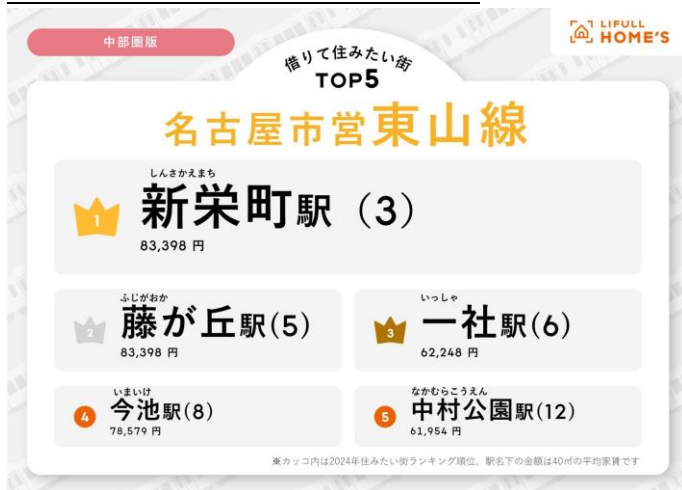 中部圏版
LIFULL
HOME'S
借りて住みたい街
TOP5
名古屋市営東山線
しんさかえまち
1
新栄町駅（3）
83,398 円
ふじがおか
2
藤が丘駅(5)
83,398 円
いっしゃ
3
一社駅(6)
62,248 円
いまいけ
4
今池駅(8)
78,579 円
なかむらこうえん
5
中村公園駅(12)
61,954 円
※カッコ内は2024年住みたい街ランキング順位、駅名下の金額は40㎡の平均家賃です